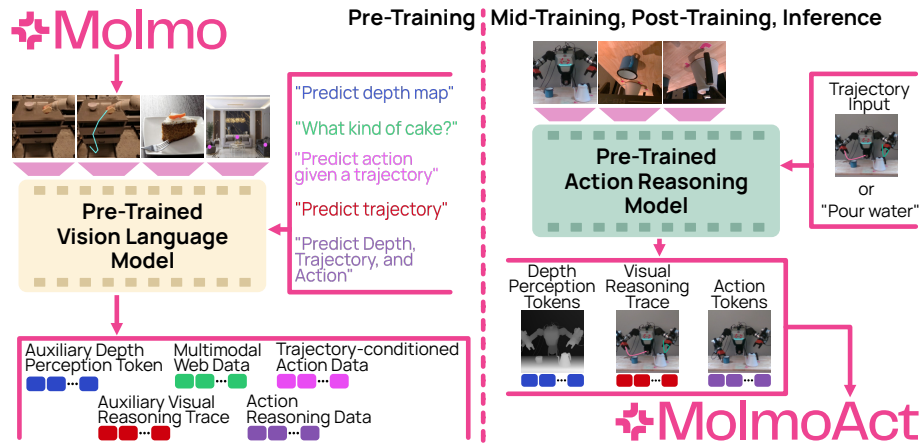 Molmo
Pre-Training
Mid-Training, Post-Training, Inference
"Predict depth map"
"What kind of cake?"
"Predict action
given a trajectory"
"Predict trajectory"
"Predict Depth,
Trajectory, and
Action"
Pre-Trained
Vision Language
Model
Auxiliary Depth
Perception Token
Multimodal
Web Data
Trajectory-conditioned
Action Data
Auxiliary Visual
Reasoning Trace
Action
Reasoning Data
Trajectory
Input
or
"Pour water"
Pre-Trained
Action Reasoning
Model
Depth
Perception
Tokens
Visual
Reasoning
Trace
Action
Tokens
MolmoAct